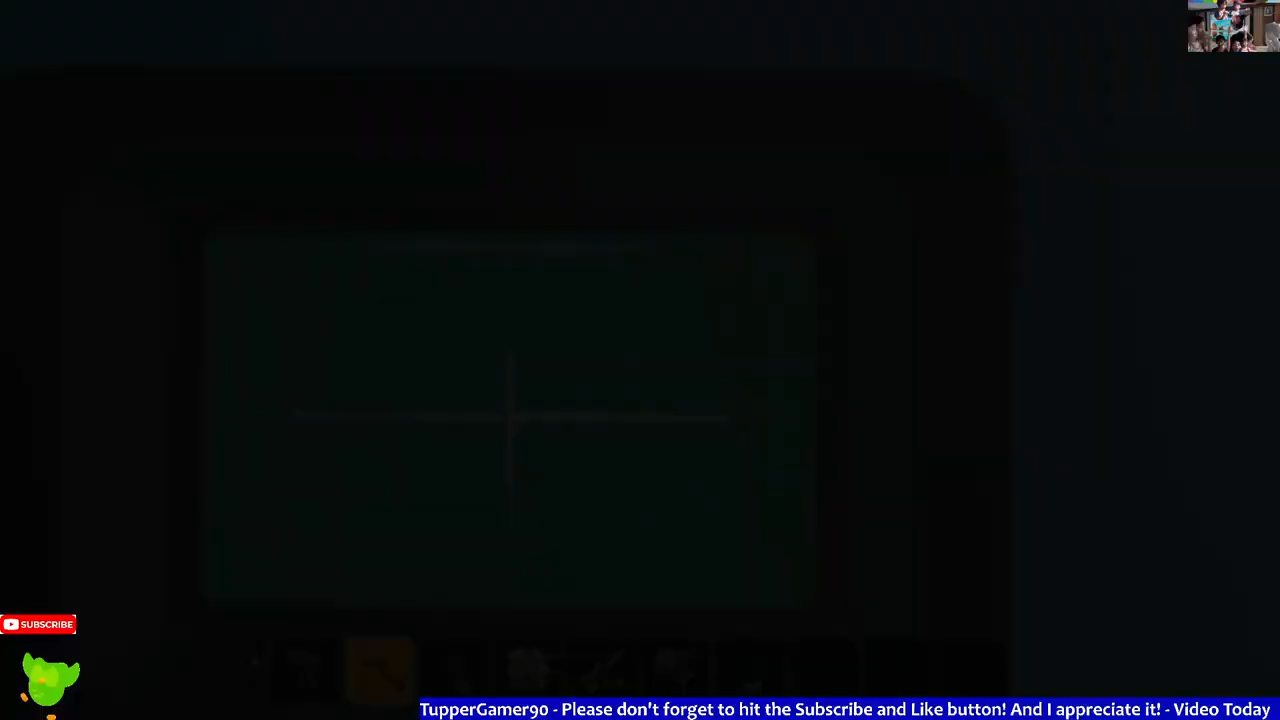 SUBSCRIBE
TupperGamer90 - Please don't forget to hit the Subscribe and Like button! And I appreciate it! - Video Today